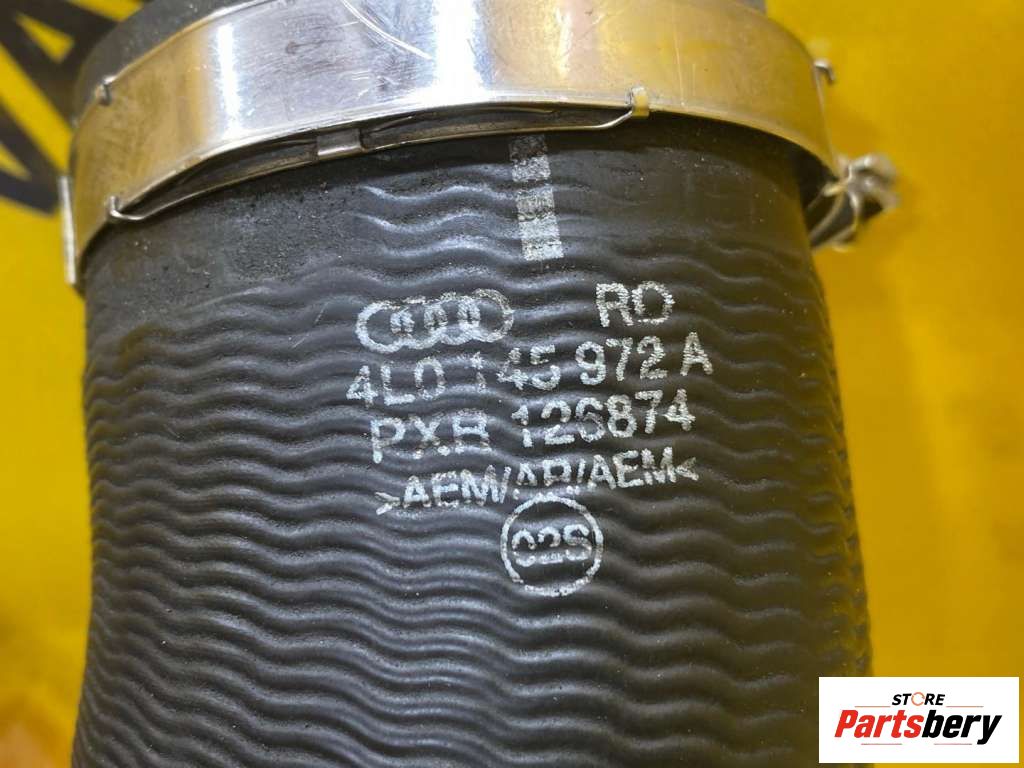 RO
4L0 145 972 A
PXB 126874
>AEM/AR/AEM<
02S
STORE
Partsbery